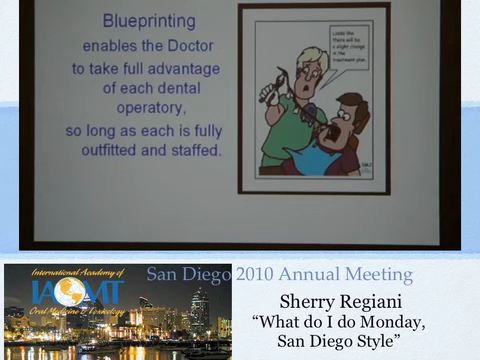 Blueprinting
enables the Doctor
to take full advantage
of each dental
operatory,
so long as each is fully
outfitted and staffed.
Looks like
there will be
a slight change
in the
treatment plan.
San Diego 2010 Annual Meeting
International Academy of
IAOMT
Oral Medicine & Toxicology
Sherry Regiani
“What do I do Monday,
San Diego Style”